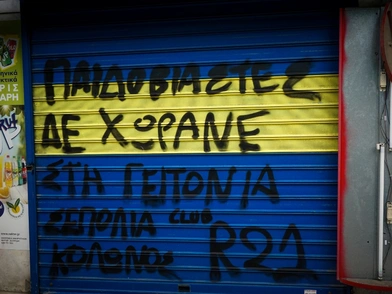 ΠΑΙΔΟΒΙΑΣΤΕΣ
ΔΕ ΧΩΡΑΝΕ
ΣΤΗ ΓΕΙΤΟΝΙΑ
ΣΕΠΟΛΙΑ CLUB
ΚΟΛΩΝΟΣ R21